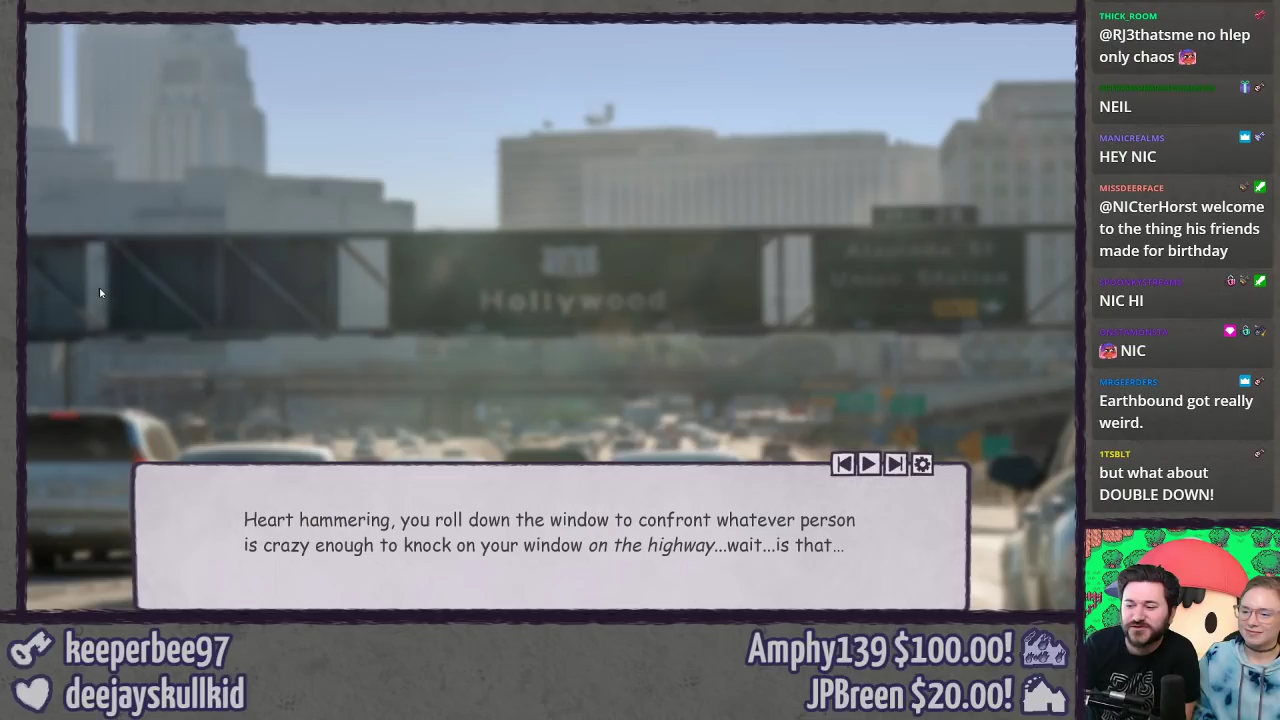 Hollywood
Union Station
Heart hammering, you roll down the window to confront whatever person
is crazy enough to knock on your window on the highway...wait...is that...
THICK_ROOM
@RJ3thatsme no hlep
only chaos
NEIL
MANICREALMS
HEY NIC
MISSDEERFACE
@NICterHorst welcome
to the thing his friends
made for birthday
NIC HI
NIC
MRGEERDERS
Earthbound got really
weird.
1TSBLT
but what about
DOUBLE DOWN!
keeperbee97
deejayskullkid
Amphy139 $100.00!
JPBreen $20.00!